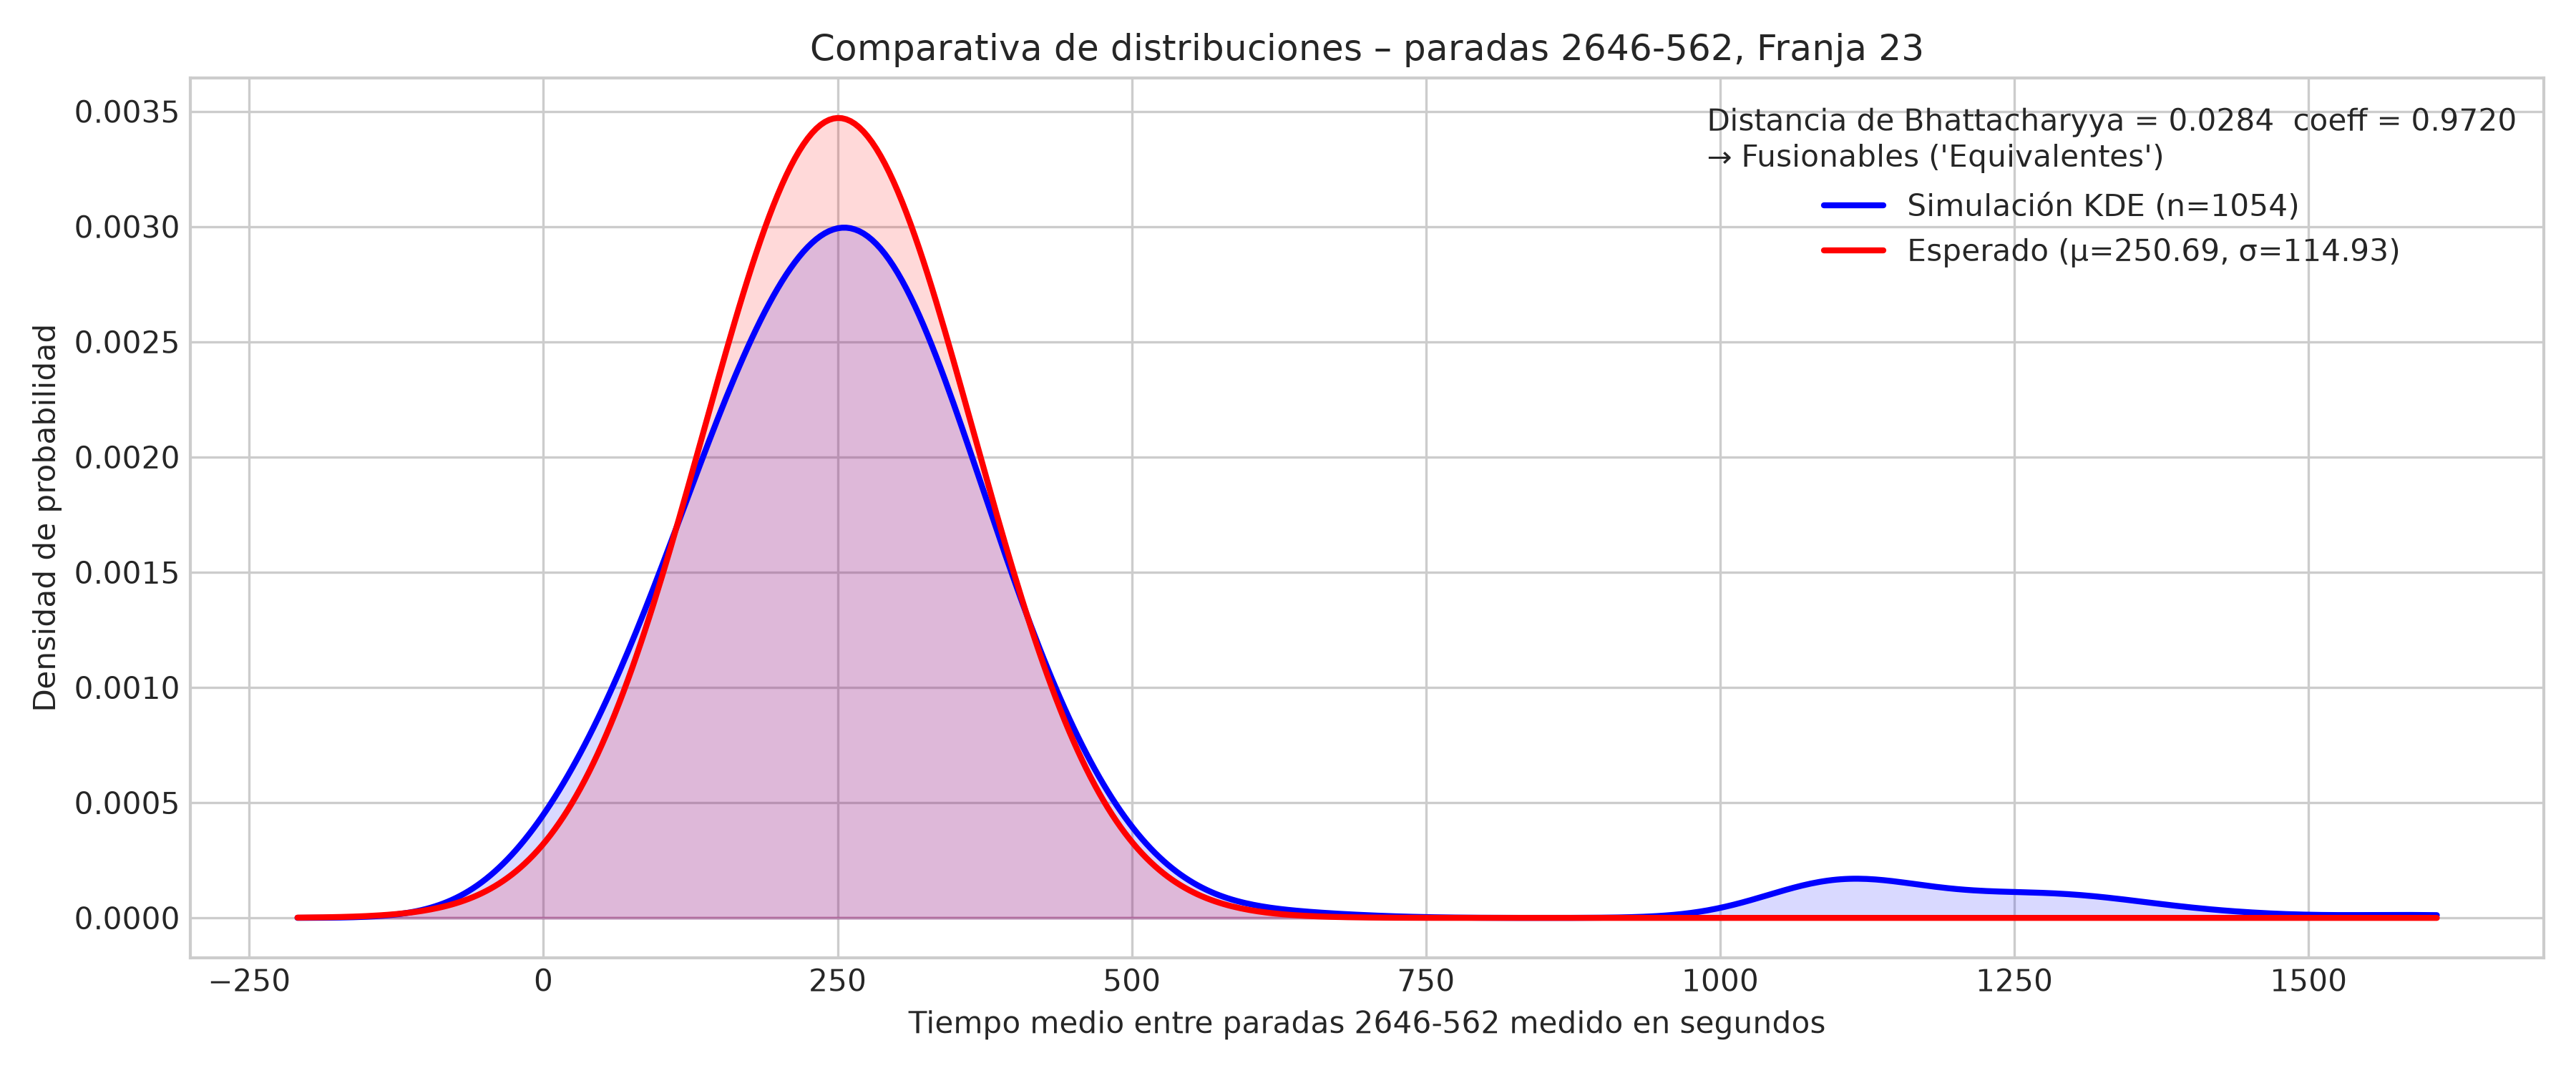 Comparativa de distribuciones – paradas 2646-562, Franja 23
Distancia de Bhattacharyya = 0.0284  coeff = 0.9720
→ Fusionables ('Equivalentes')
Simulación KDE (n=1054)
Esperado (μ=250.69, σ=114.93)
Densidad de probabilidad
0.0035
0.0030
0.0025
0.0020
0.0015
0.0010
0.0005
0.0000
−250 0 250 500 750 1000 1250 1500
Tiempo medio entre paradas 2646-562 medido en segundos